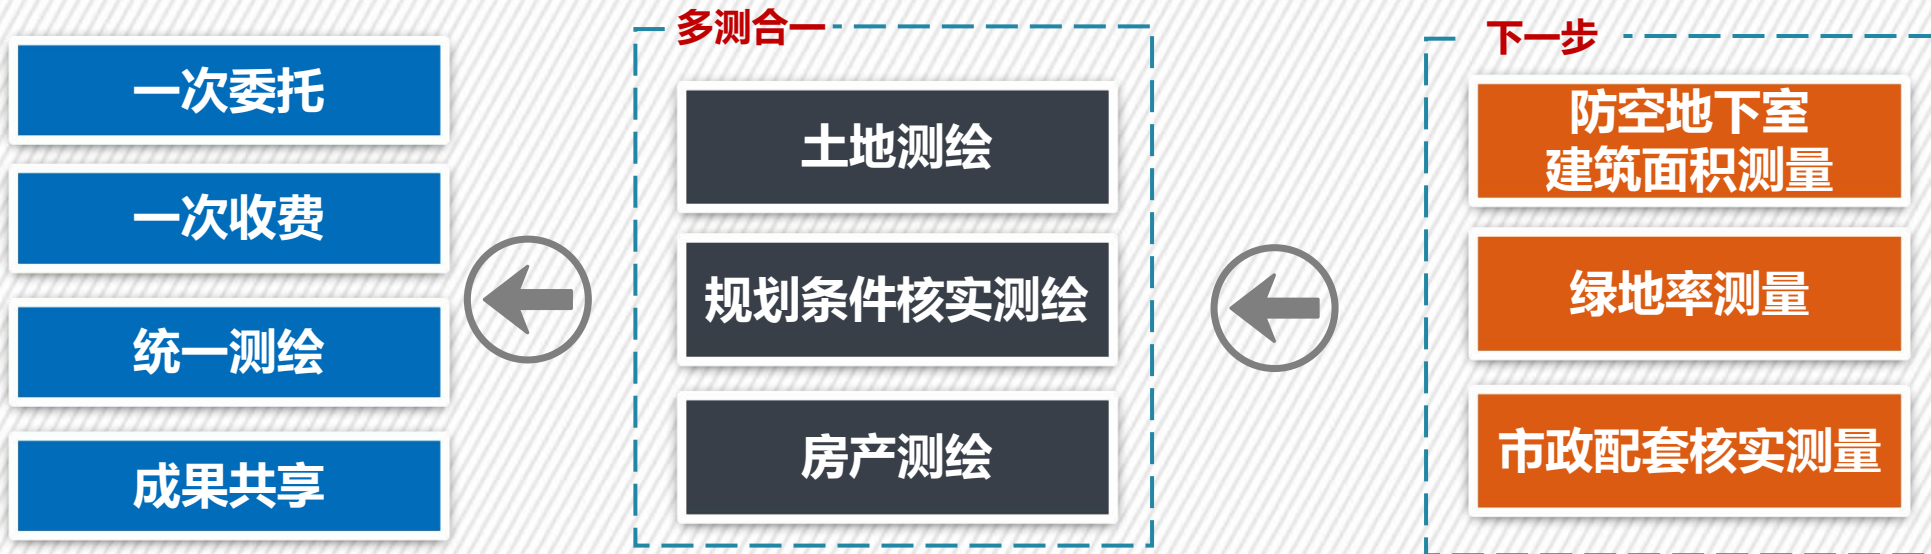 一次委托
一次收费
统一测绘
成果共享
多测合一
土地测绘
规划条件核实测绘
房产测绘
下一步
防空地下室
建筑面积测量
绿地率测量
市政配套核实测量